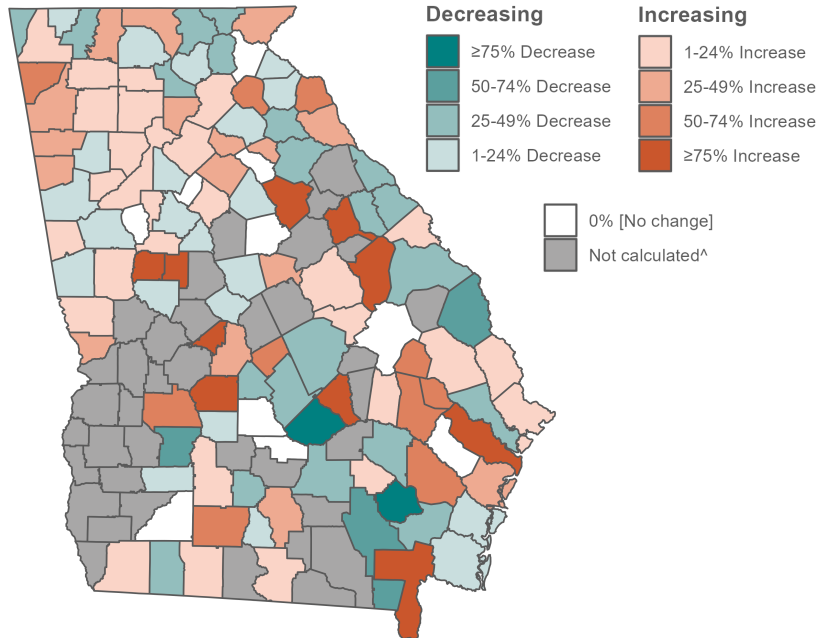 Decreasing
≥75% Decrease
50-74% Decrease
25-49% Decrease
1-24% Decrease
Increasing
1-24% Increase
25-49% Increase
50-74% Increase
≥75% Increase
0% [No change]
Not calculated^